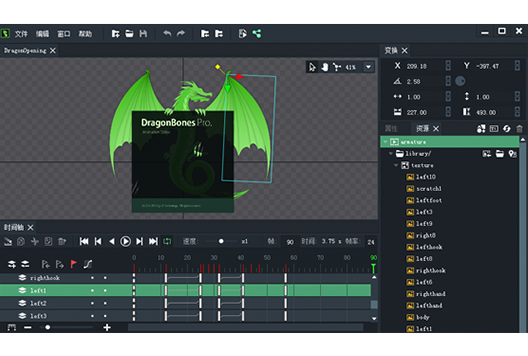 文件 编辑 窗口 帮助
DragonOpening
41%
DragonBones Pro.
变换
X 209.18 Y -397.47
2.58
1.00 1.00
227.00 493.00
属性 资源
armature
library/
texture
left10
scratch1
leftfoot
left3
left9
right8
lefthook
left8
righthook
left6
righthand
lefthand
body
left1
时间轴
速度: x1 帧: 90 时间: 3.75 s 帧率: 24
0 10 20 30 40 50 60 70 80 90
righthook
left1
left2
left3